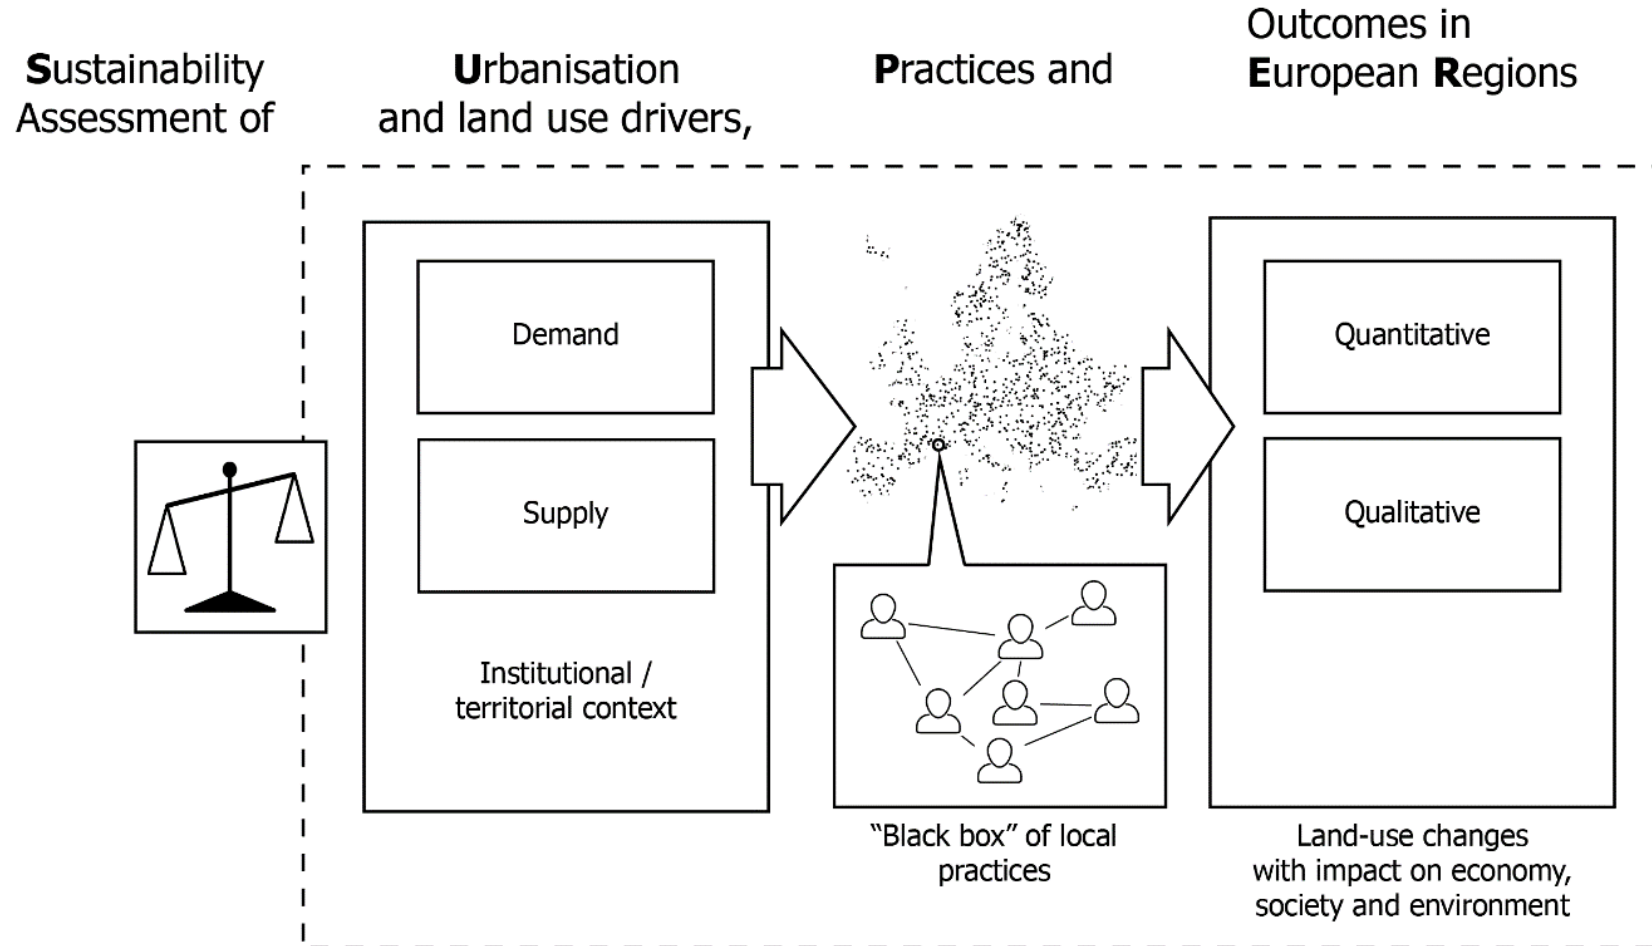 Sustainability
Assessment of
Urbanisation
and land use drivers,
Practices and
Outcomes in
European Regions
Demand
Supply
Institutional /
territorial context
“Black box” of local
practices
Quantitative
Qualitative
Land-use changes
with impact on economy,
society and environment